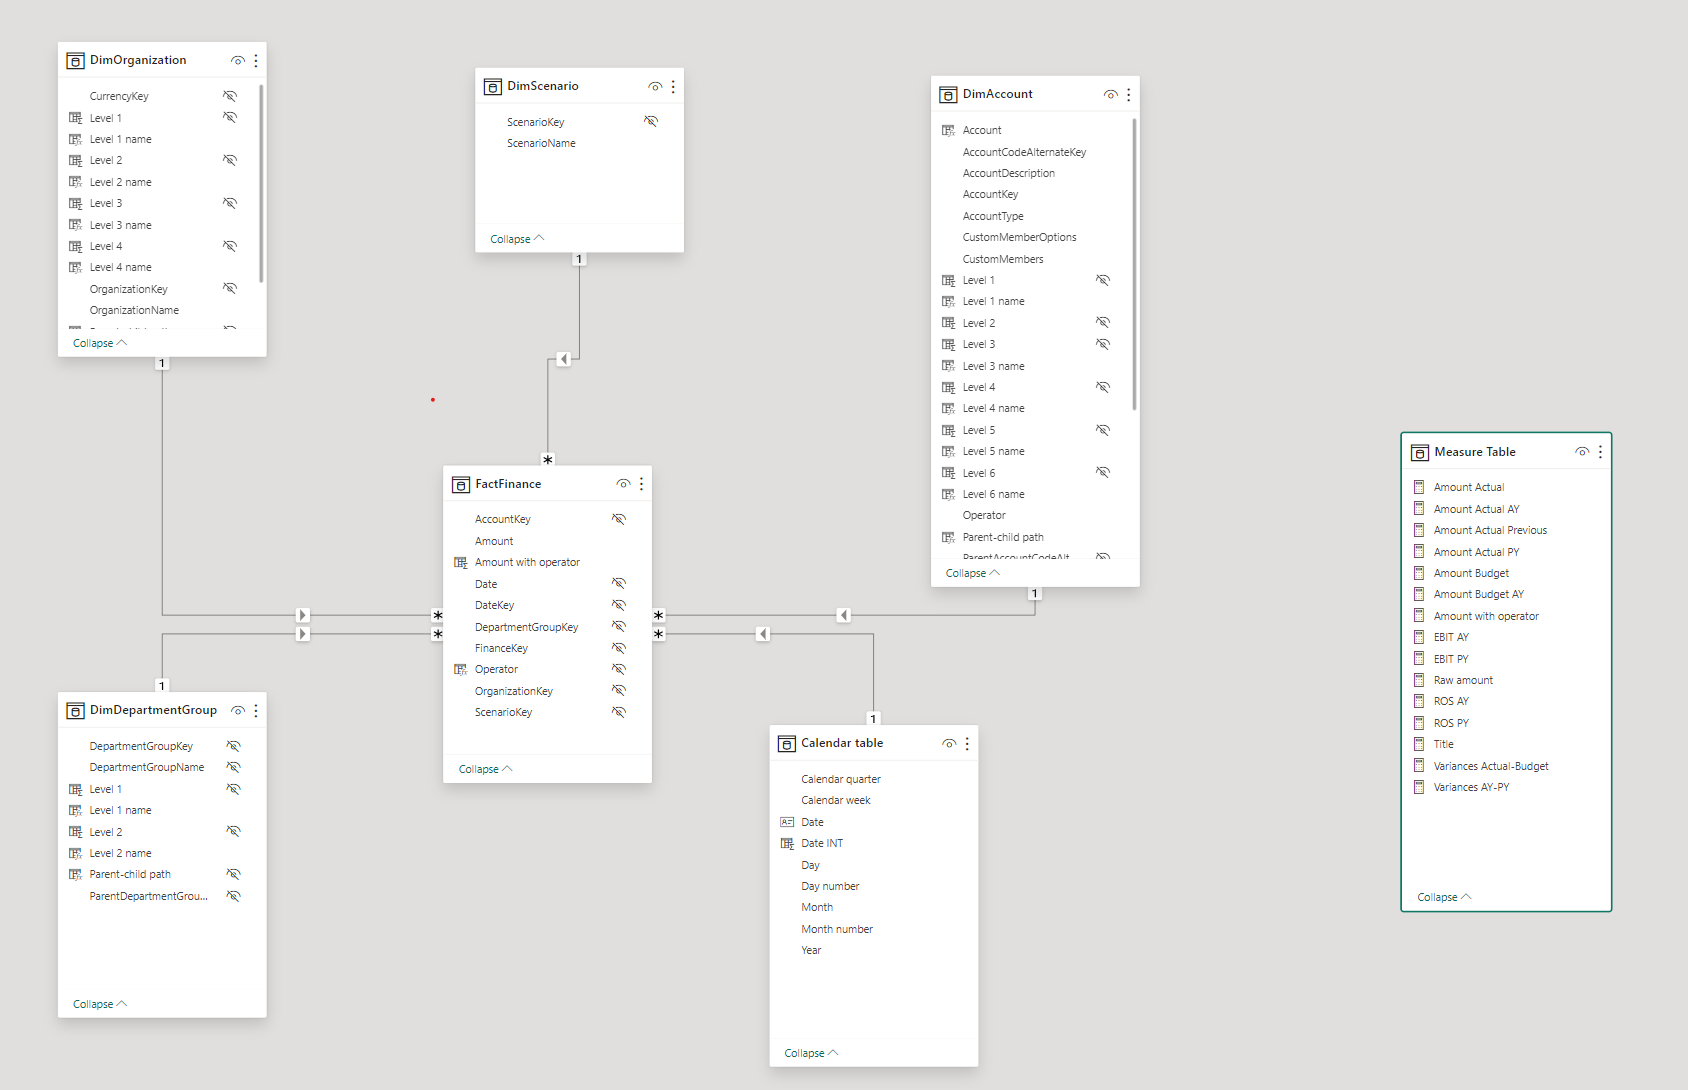 DimOrganization
CurrencyKey
Level 1
Level 1 name
Level 2
Level 2 name
Level 3
Level 3 name
Level 4
Level 4 name
OrganizationKey
OrganizationName
Collapse
1
DimScenario
ScenarioKey
ScenarioName
Collapse
1
*
DimAccount
Account
AccountCodeAlternateKey
AccountDescription
AccountKey
AccountType
CustomMemberOptions
CustomMembers
Level 1
Level 1 name
Level 2
Level 3
Level 3 name
Level 4
Level 4 name
Level 5
Level 5 name
Level 6
Level 6 name
Operator
Parent-child path
ParentAccountCodeAlt...
Collapse
1
FactFinance
AccountKey
Amount
Amount with operator
Date
DateKey
DepartmentGroupKey
FinanceKey
Operator
OrganizationKey
ScenarioKey
Collapse
*
*
*
*
1
DimDepartmentGroup
DepartmentGroupKey
DepartmentGroupName
Level 1
Level 1 name
Level 2
Level 2 name
Parent-child path
ParentDepartmentGrou...
Collapse
1
Calendar table
Calendar quarter
Calendar week
Date
Date INT
Day
Day number
Month
Month number
Year
Collapse
Measure Table
Amount Actual
Amount Actual AY
Amount Actual Previous
Amount Actual PY
Amount Budget
Amount Budget AY
Amount with operator
EBIT AY
EBIT PY
Raw amount
ROS AY
ROS PY
Title
Variances Actual-Budget
Variances AY-PY
Collapse